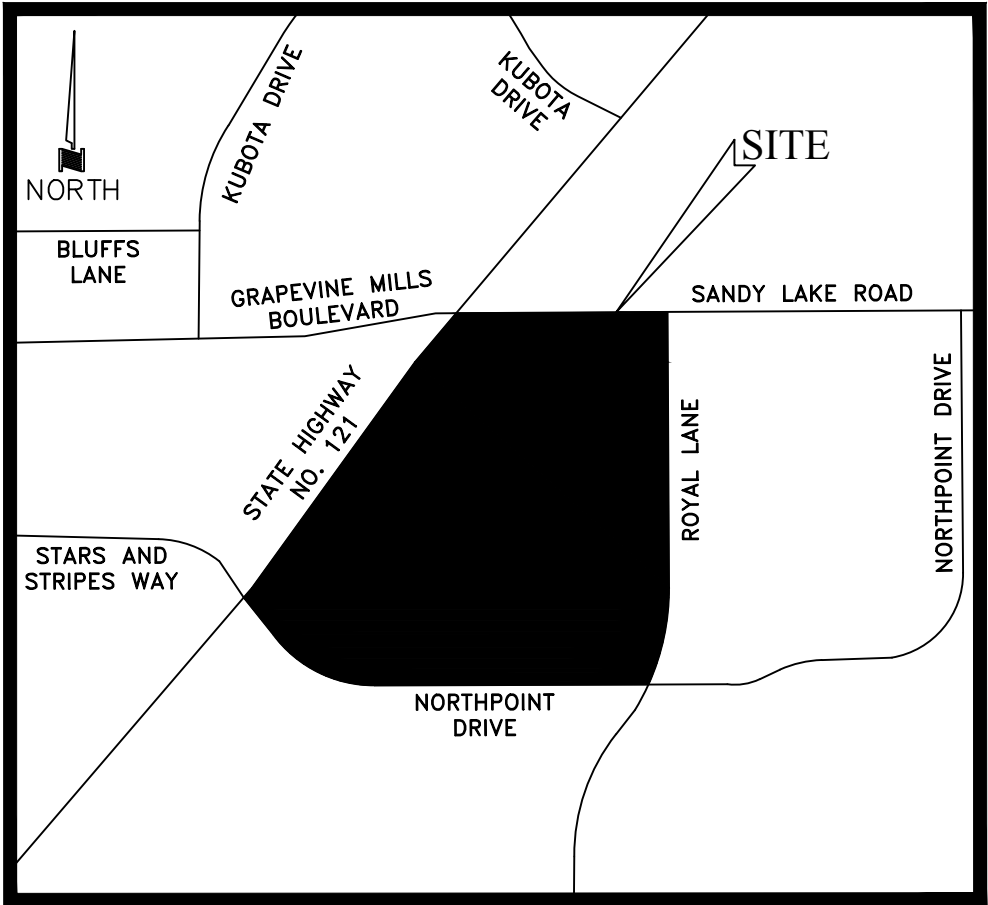 KUBOTA DRIVE
KUBOTA
DRIVE
SITE
NORTH
BLUFFS
LANE
GRAPEVINE MILLS
BOULEVARD
SANDY LAKE ROAD
STATE HIGHWAY
NO. 121
ROYAL LANE
NORTHPOINT DRIVE
STARS AND
STRIPES WAY
NORTHPOINT
DRIVE